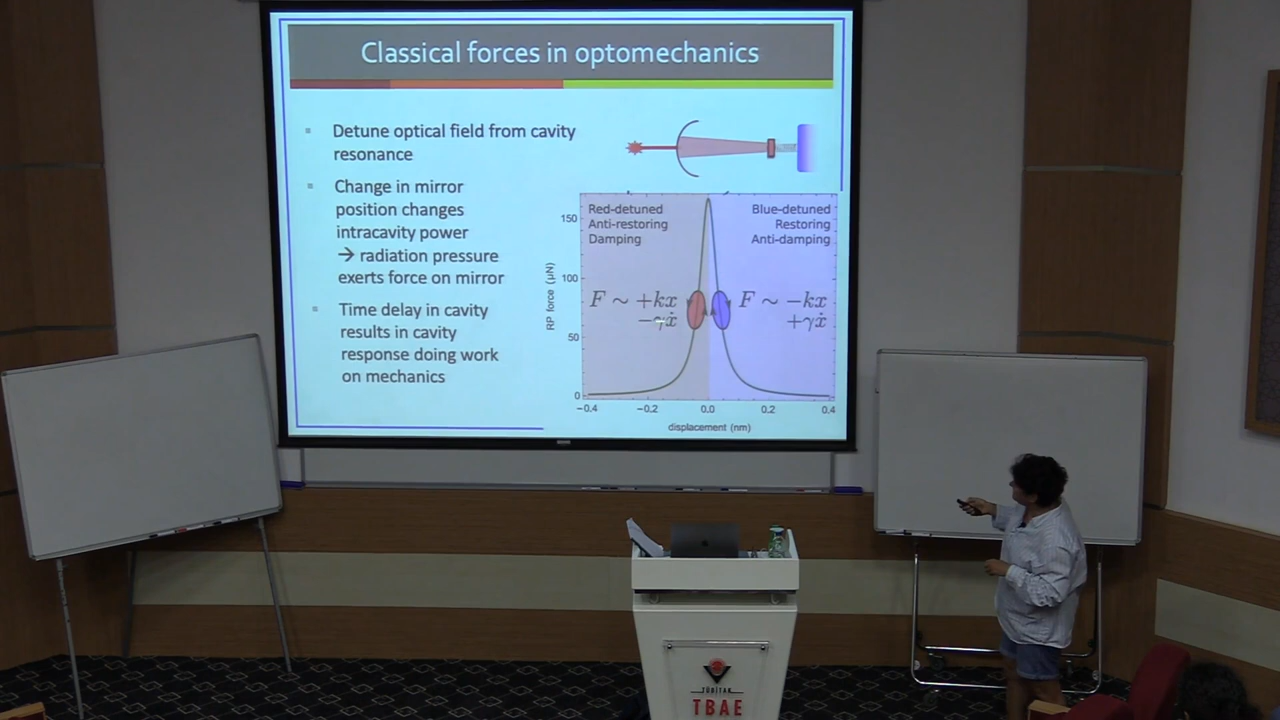 Classical forces in optomechanics
Detune optical field from cavity
resonance
Change in mirror
position changes
intracavity power
→ radiation pressure
exerts force on mirror
Time delay in cavity
results in cavity
response doing work
on mechanics
Red-detuned
Anti-restoring
Damping
Blue-detuned
Restoring
Anti-damping
F ∼ +kx
−γẋ
F ∼ −kx
+γẋ
RP force (μN)
150
100
50
0
−0.4 −0.2 0.0 0.2 0.4
displacement (nm)
TÜBİTAK
TBAE